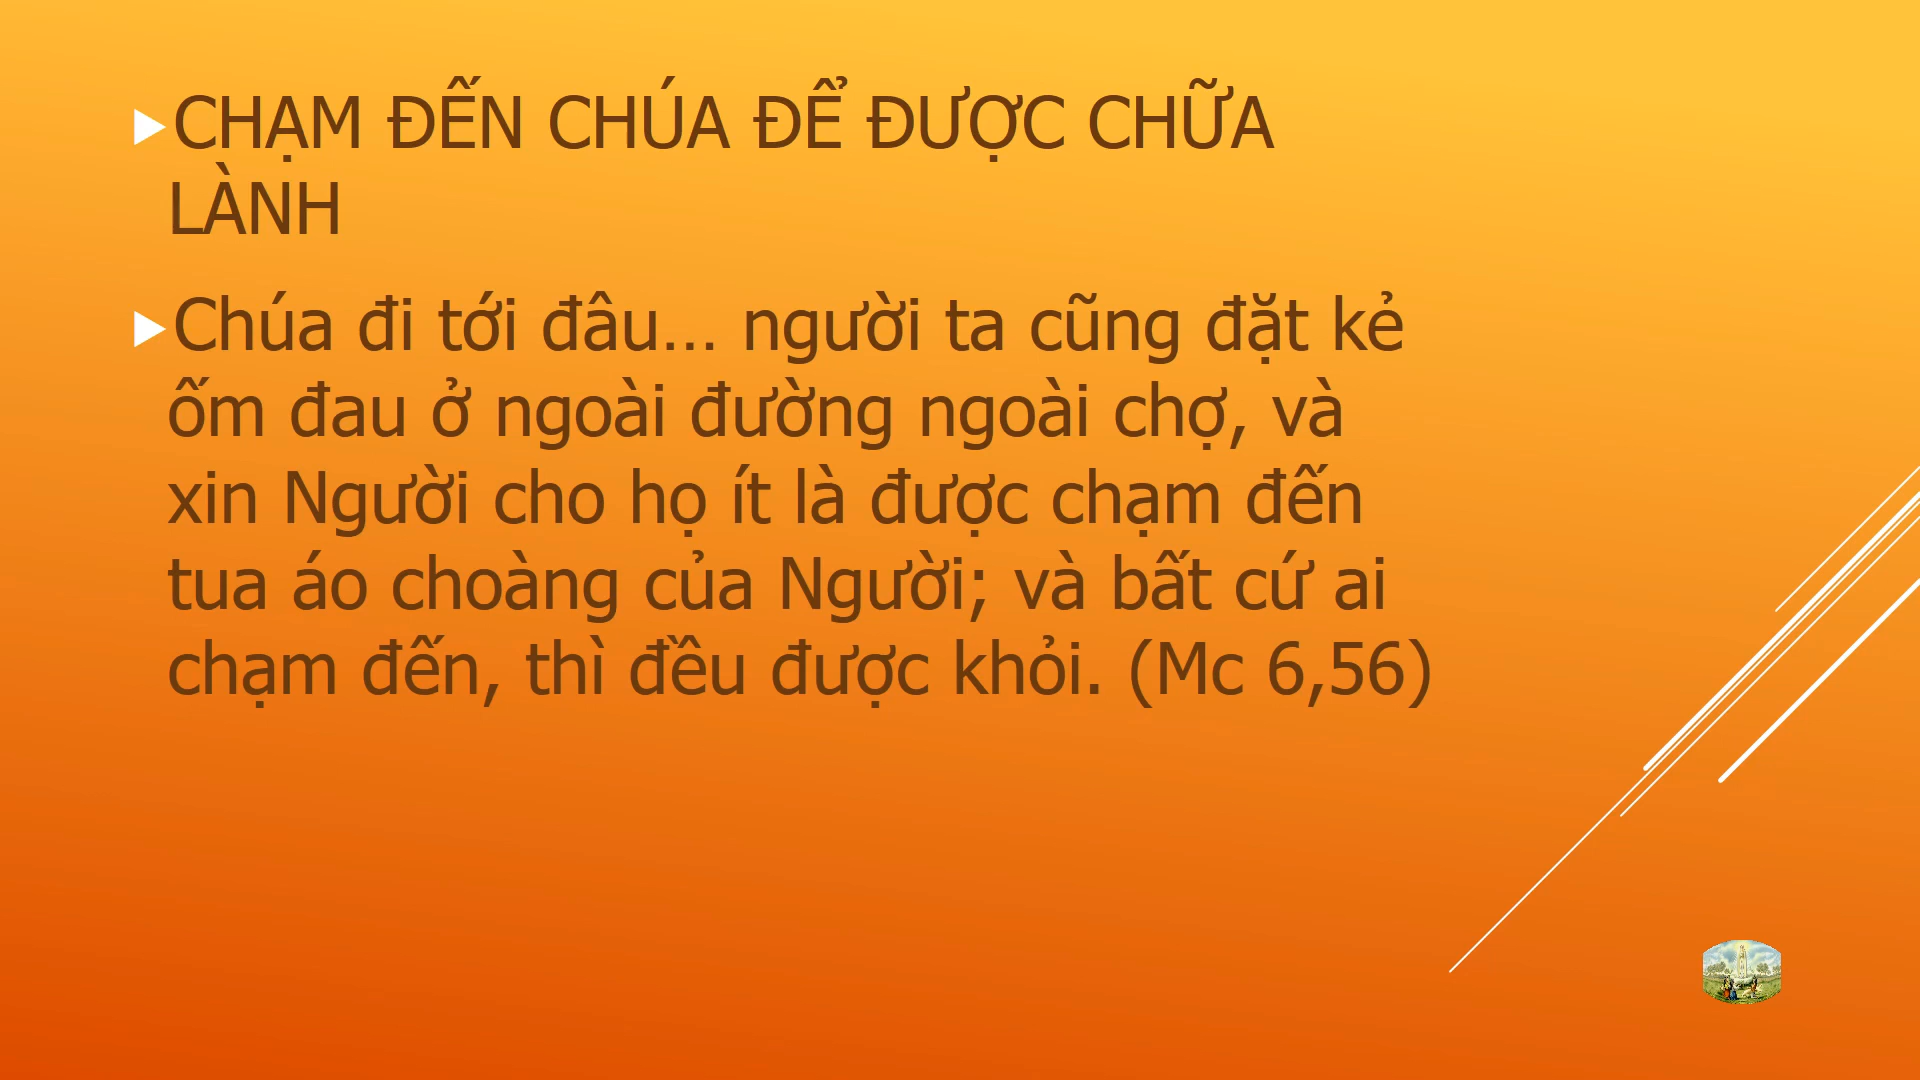 CHẠM ĐẾN CHÚA ĐỂ ĐƯỢC CHỮA
LÀNH
Chúa đi tới đâu… người ta cũng đặt kẻ
ốm đau ở ngoài đường ngoài chợ, và
xin Người cho họ ít là được chạm đến
tua áo choàng của Người; và bất cứ ai
chạm đến, thì đều được khỏi. (Mc 6,56)